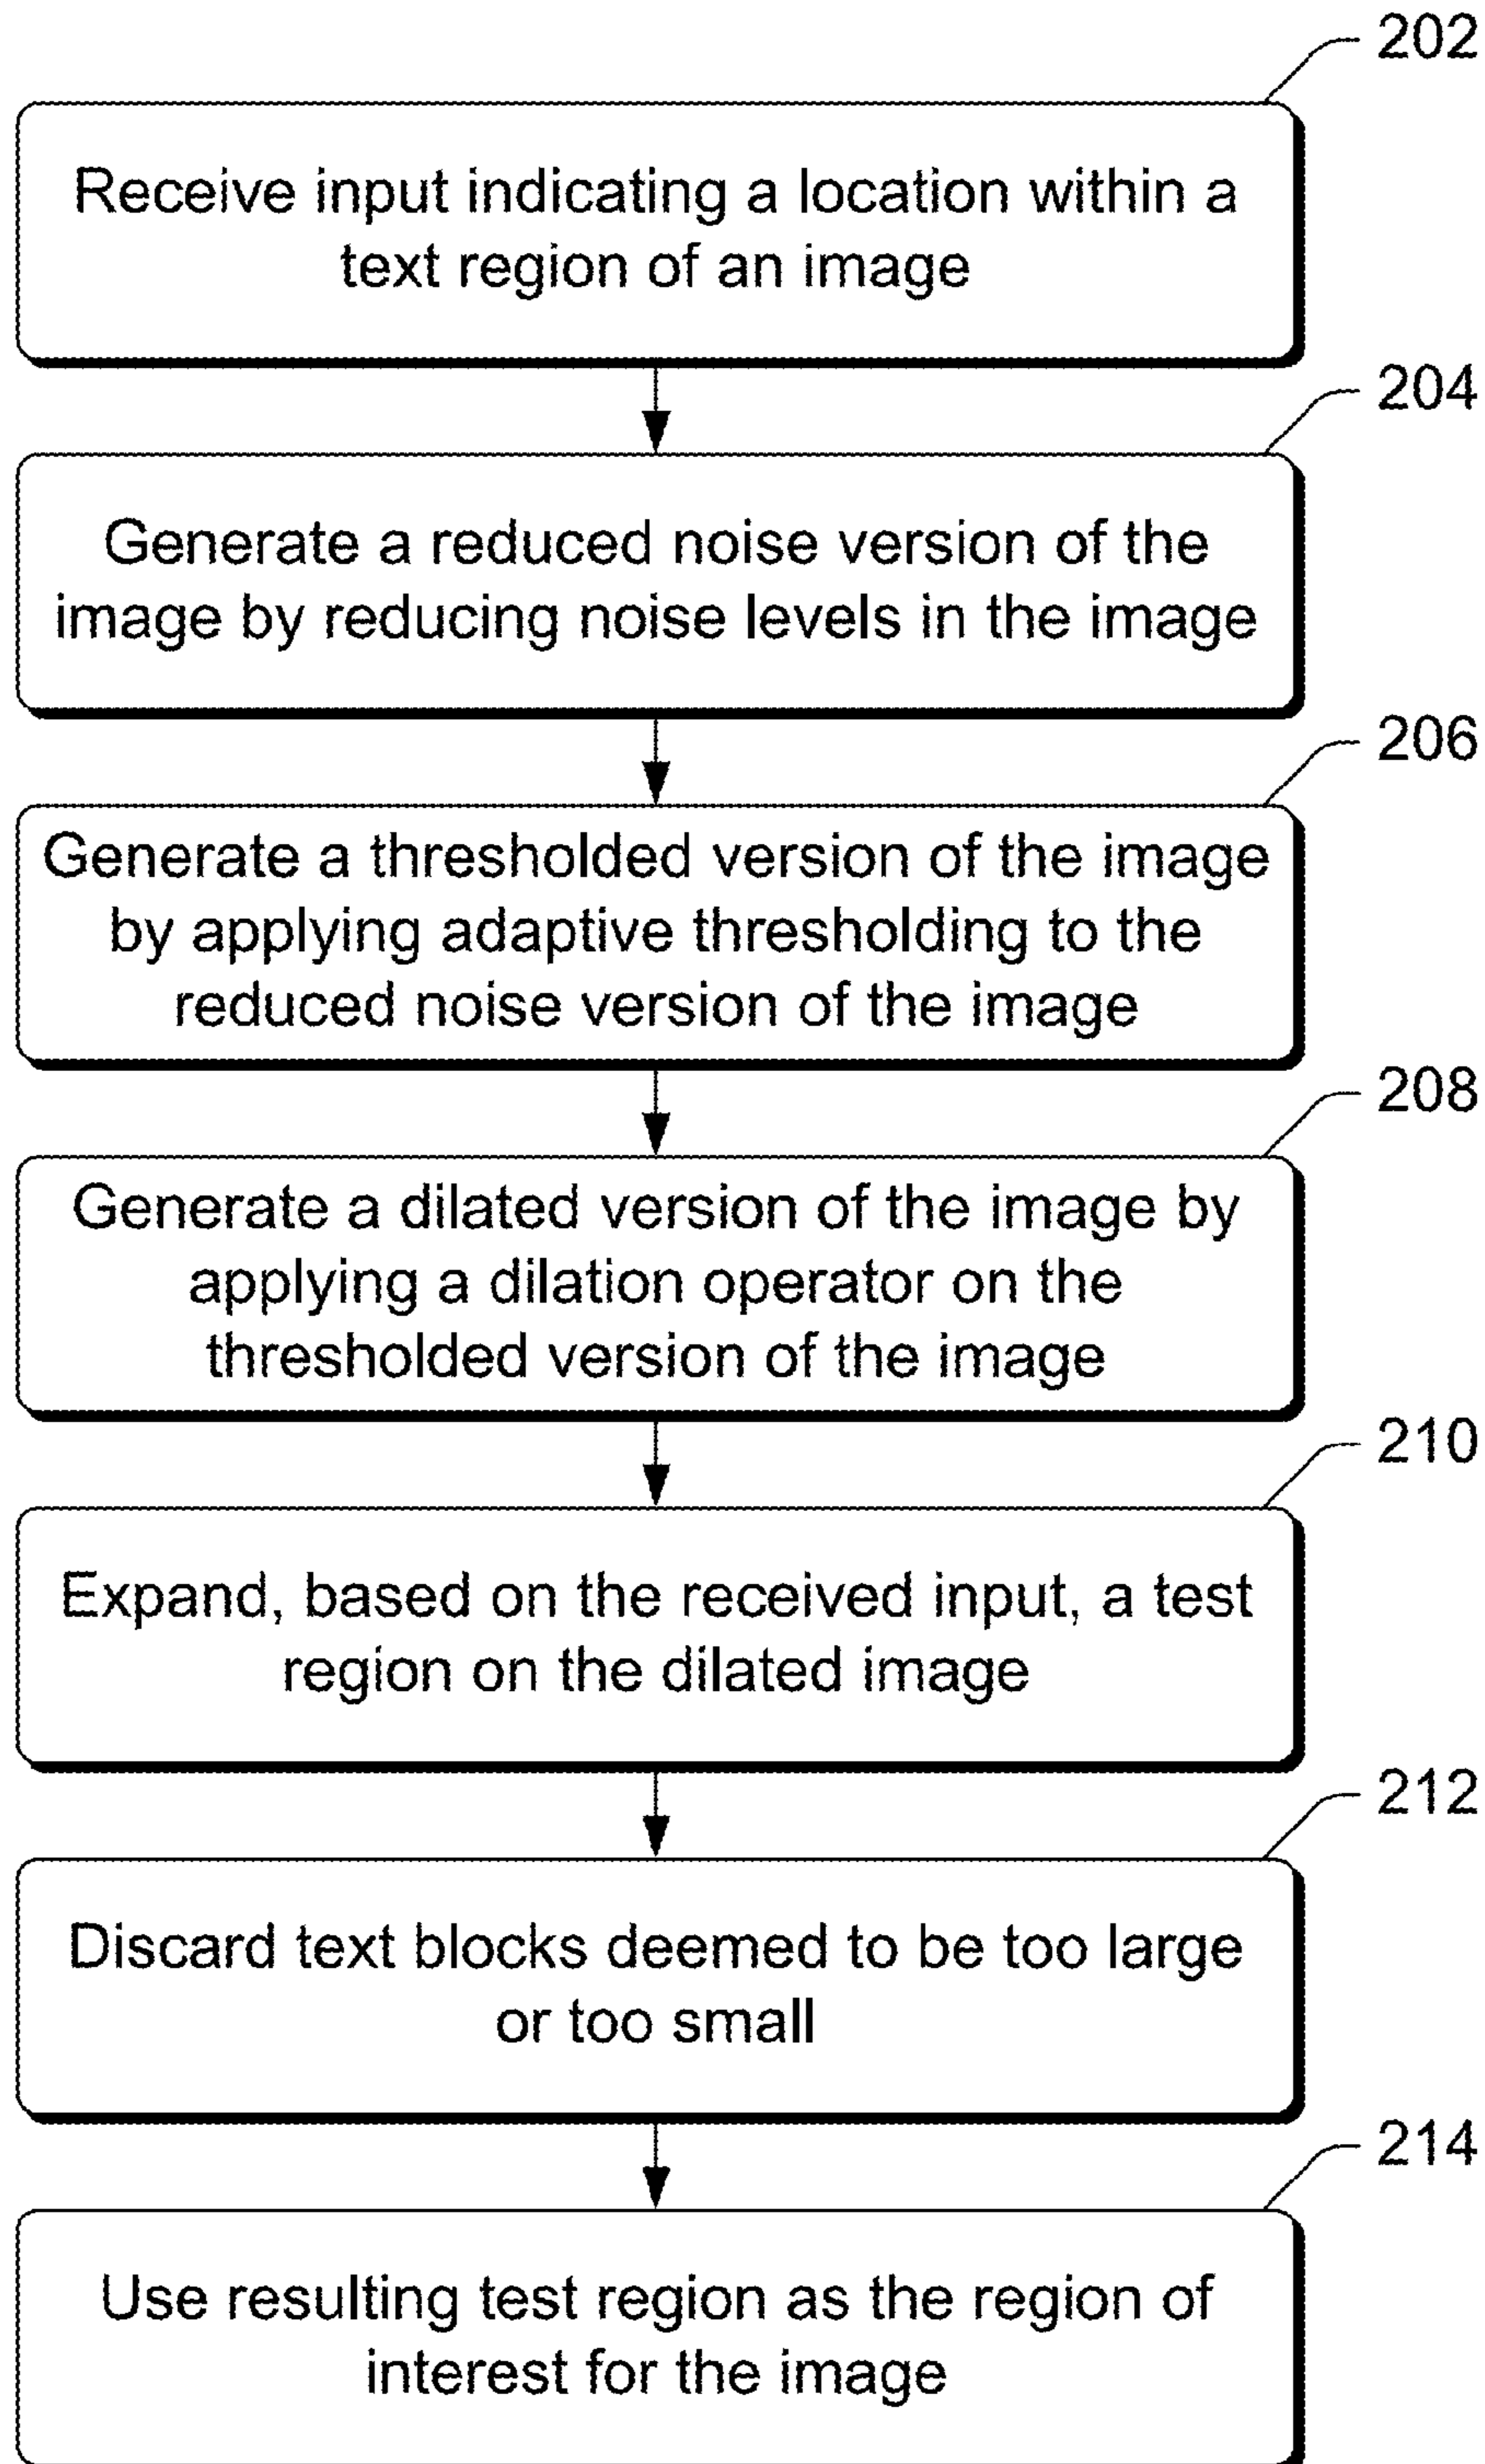 202
Receive input indicating a location within a
text region of an image
204
Generate a reduced noise version of the
image by reducing noise levels in the image
206
Generate a thresholded version of the image
by applying adaptive thresholding to the
reduced noise version of the image
208
Generate a dilated version of the image by
applying a dilation operator on the
thresholded version of the image
210
Expand, based on the received input, a test
region on the dilated image
212
Discard text blocks deemed to be too large
or too small
214
Use resulting test region as the region of
interest for the image